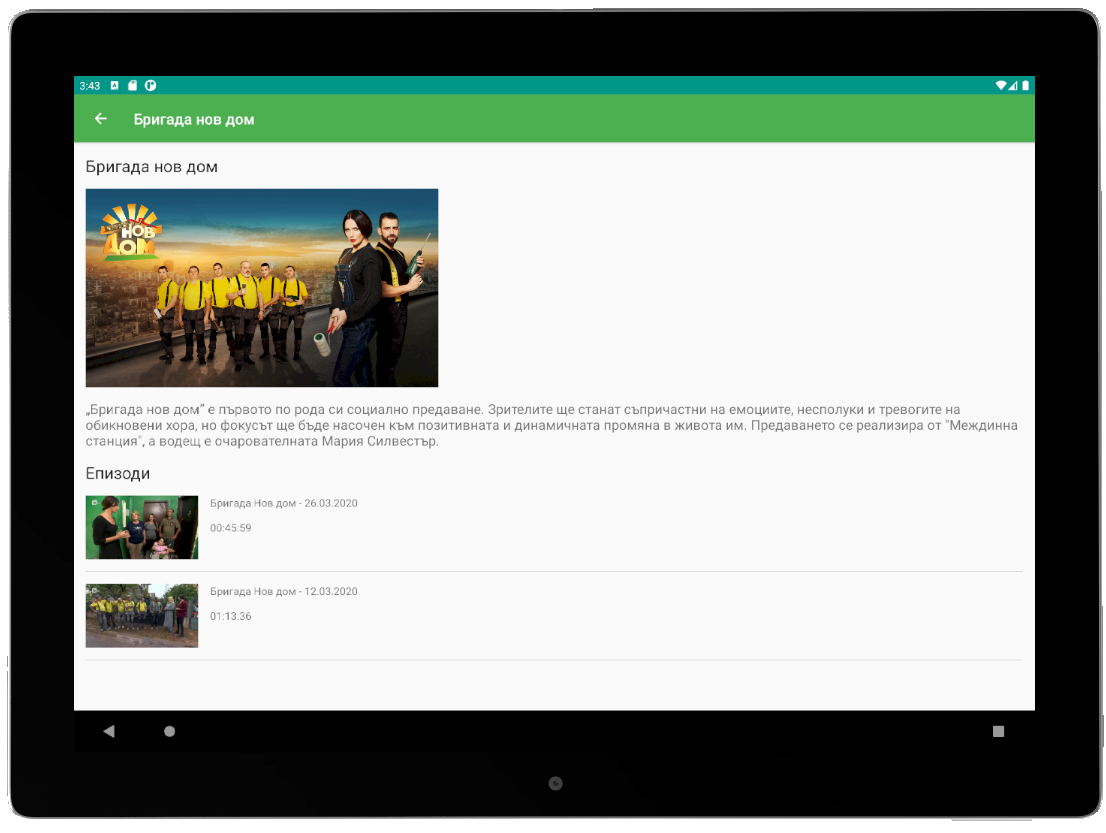 3:43
Бригада нов дом
Бригада нов дом
НОВ
ДОМ
„Бригада нов дом“ е първото по рода си социално предаване. Зрителите ще станат съпричастни на емоциите, несполуки и тревогите на
обикновени хора, но фокусът ще бъде насочен към позитивната и динамичната промяна в живота им. Предаването се реализира от "Междинна
станция", а водещ е очарователната Мария Силвестър.
Епизоди
Бригада Нов дом - 26.03.2020
00:45:59
Бригада Нов дом - 12.03.2020
01:13:36